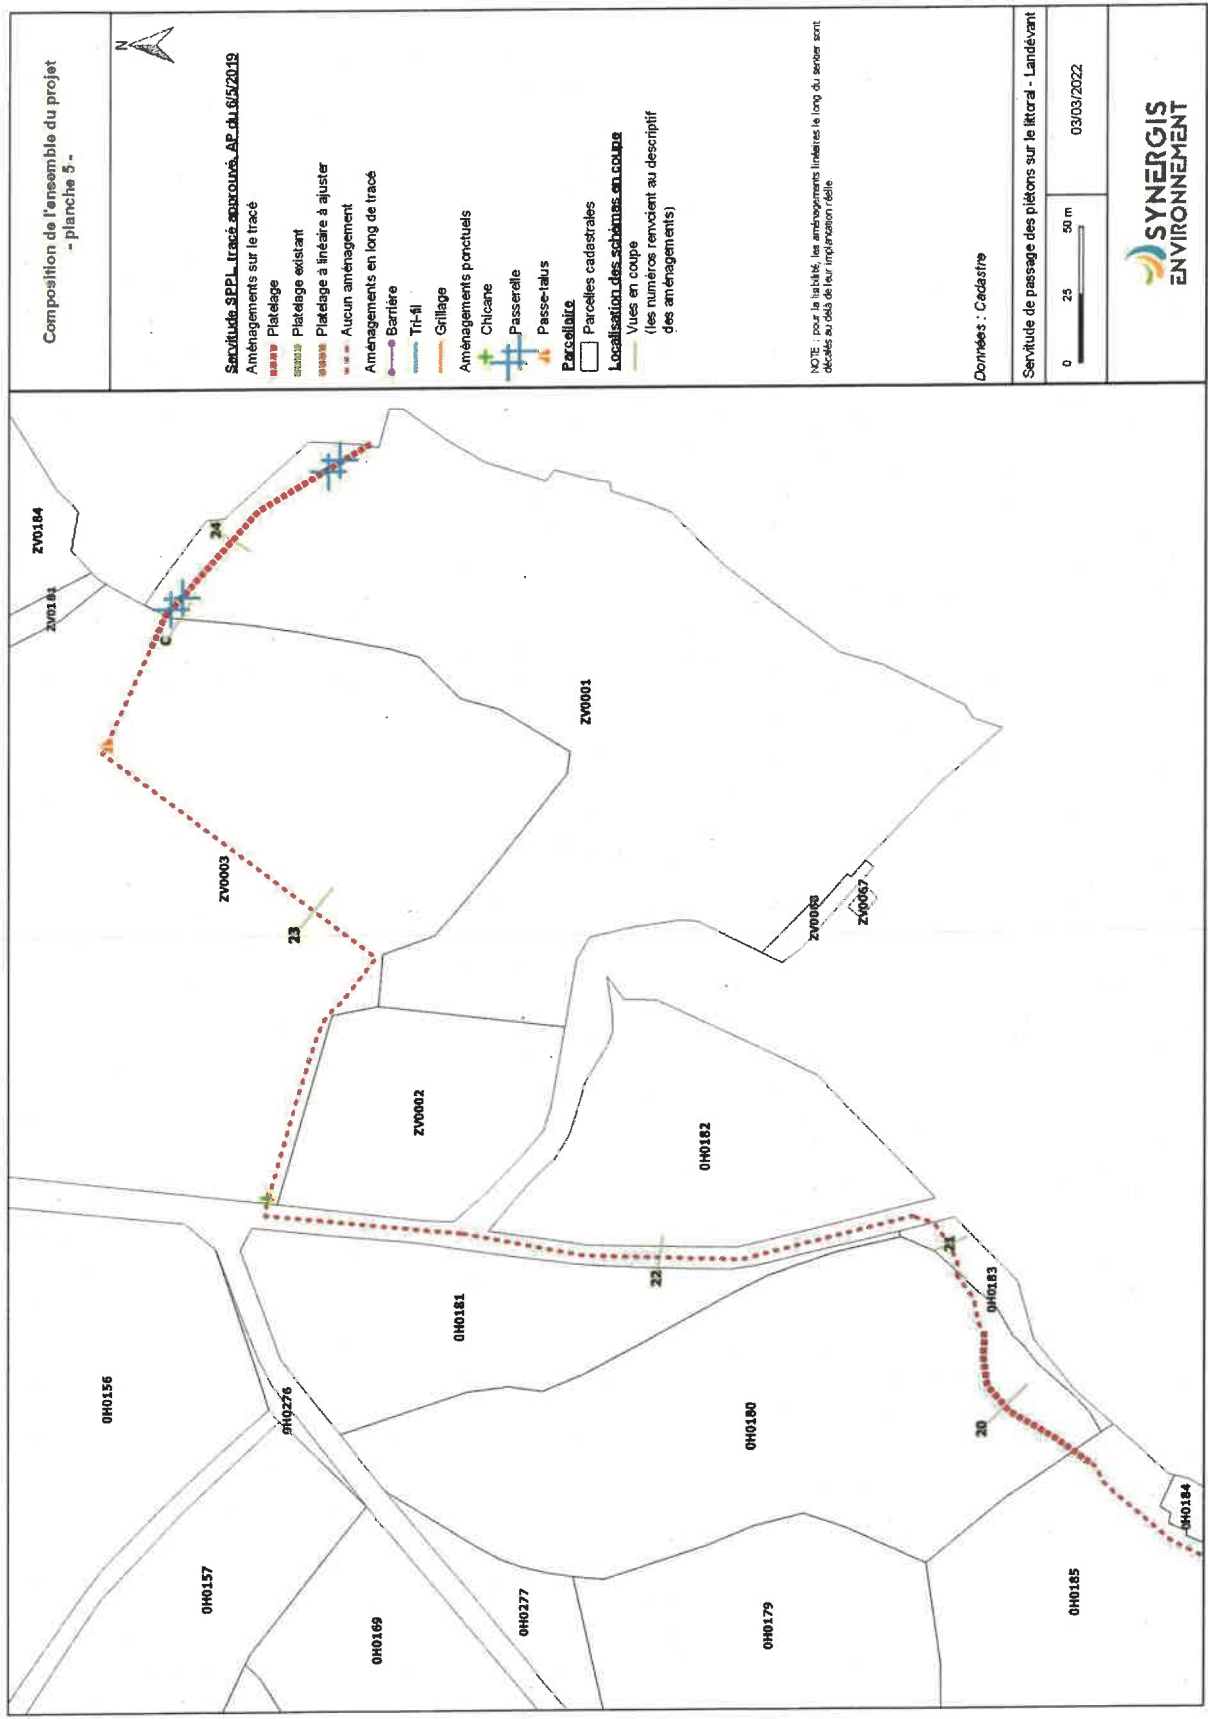 Composition de l'ensemble du projet
- planche 5 -
N
Servitude SPPL, tracé approuvé, AP du 6/5/2019
Aménagements sur le tracé
Platelage
Platelage existant
Platelage à linéaire à ajuster
Aucun aménagement
Aménagements en long de tracé
Barrière
Tri-fil
Grillage
Aménagements ponctuels
Chicane
Passerelle
Passe-talus
Parcellaire
Parcelles cadastrales
Localisation des schémas en coupe
Vues en coupe
(les numéros renvoient au descriptif
des aménagements)
NOTE : pour la lisibilité, les aménagements linéaires le long du sentier sont
décalés au delà de leur implantation réelle
Données : Cadastre
Servitude de passage des piétons sur le littoral - Landévant
0 25 50 m
03/03/2022
SYNERGIS
ENVIRONNEMENT
ZV0184
ZV0181
24
C
ZV0001
ZV0003
23
ZV0068
ZV0067
ZV0002
0H0182
22
21
0H0183
0H0181
0H0156
0H0276
0H0180
20
0H0184
0H0157
0H0169
0H0277
0H0179
0H0185